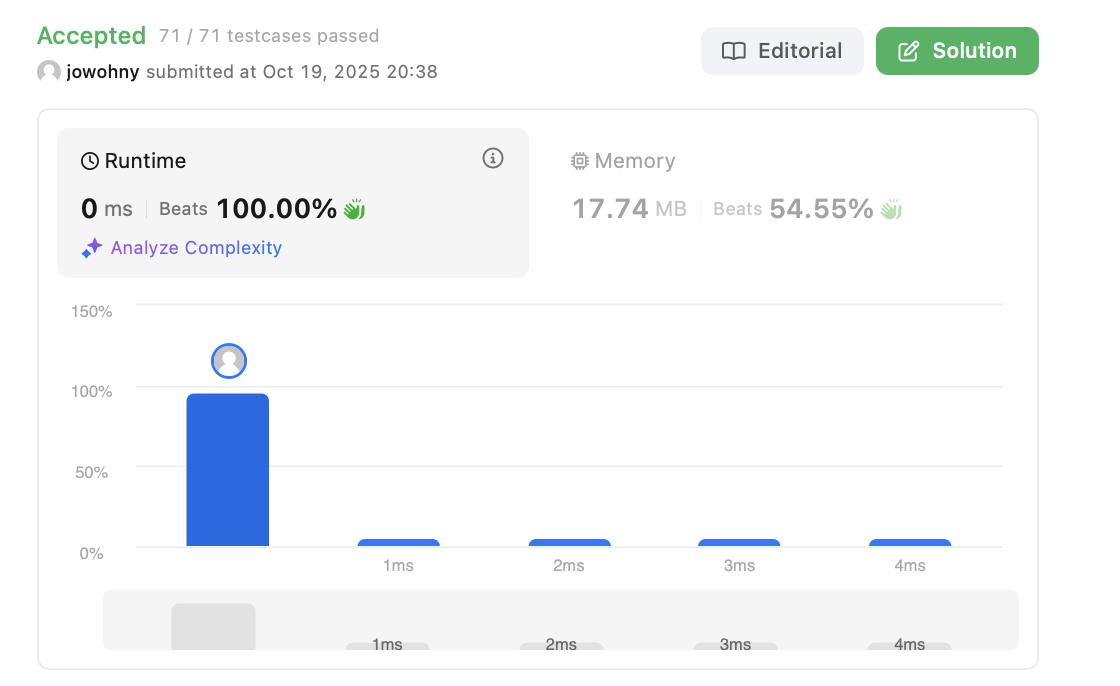 Accepted 71 / 71 testcases passed
jowohny submitted at Oct 19, 2025 20:38
Editorial
Solution
Runtime
0 ms Beats 100.00%
Analyze Complexity
Memory
17.74 MB Beats 54.55%
150%
100%
50%
0%
1ms 2ms 3ms 4ms
1ms 2ms 3ms 4ms